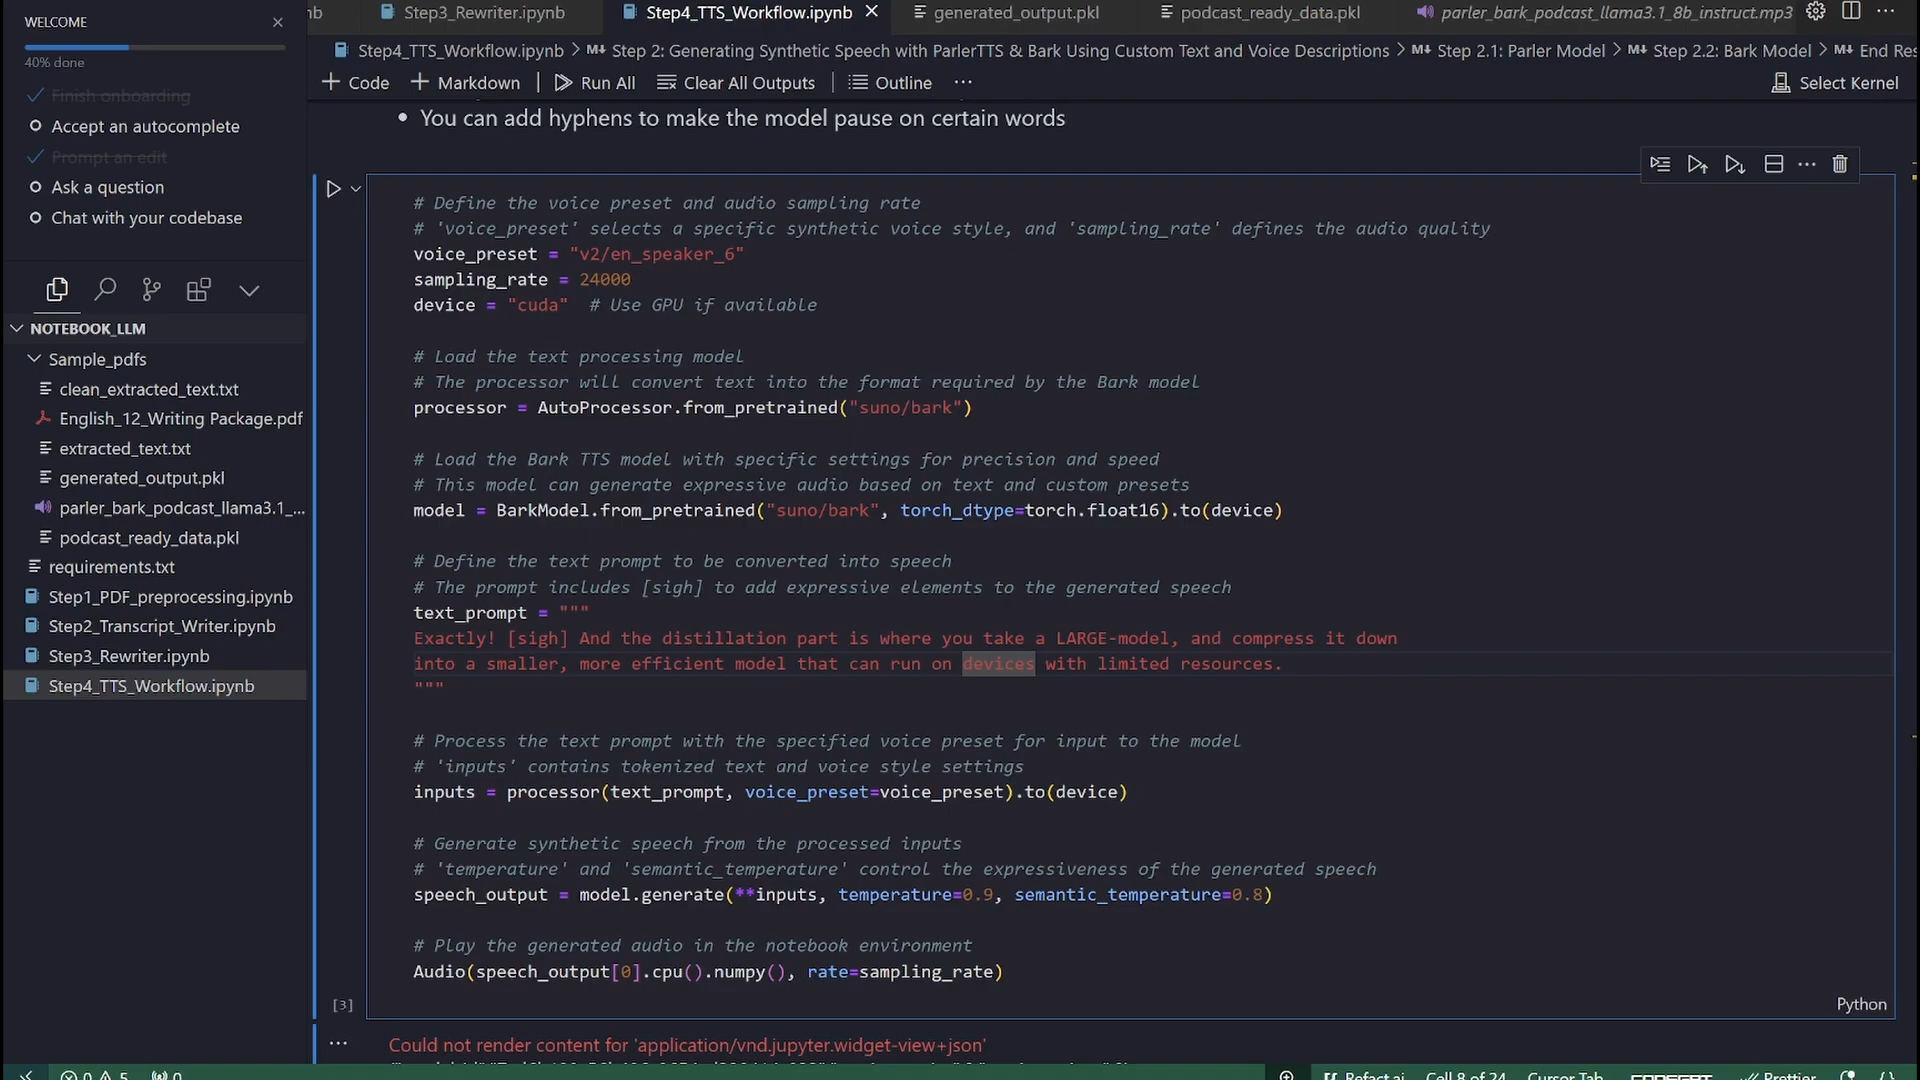 WELCOME
40% done
Finish onboarding
Accept an autocomplete
Prompt an edit
Ask a question
Chat with your codebase
NOTEBOOK_LLM
Sample_pdfs
clean_extracted_text.txt
English_12_Writing Package.pdf
extracted_text.txt
generated_output.pkl
parler_bark_podcast_llama3.1_...
podcast_ready_data.pkl
requirements.txt
Step1_PDF_preprocessing.ipynb
Step2_Transcript_Writer.ipynb
Step3_Rewriter.ipynb
Step4_TTS_Workflow.ipynb
nb Step3_Rewriter.ipynb Step4_TTS_Workflow.ipynb generated_output.pkl podcast_ready_data.pkl parler_bark_podcast_llama3.1_8b_instruct.mp3
Step4_TTS_Workflow.ipynb > M↓ Step 2: Generating Synthetic Speech with ParlerTTS & Bark Using Custom Text and Voice Descriptions > M↓ Step 2.1: Parler Model > M↓ Step 2.2: Bark Model > M↓ End Res
+ Code + Markdown Run All Clear All Outputs Outline ... Select Kernel
• You can add hyphens to make the model pause on certain words
# Define the voice preset and audio sampling rate
# 'voice_preset' selects a specific synthetic voice style, and 'sampling_rate' defines the audio quality
voice_preset = "v2/en_speaker_6"
sampling_rate = 24000
device = "cuda"  # Use GPU if available
# Load the text processing model
# The processor will convert text into the format required by the Bark model
processor = AutoProcessor.from_pretrained("suno/bark")
# Load the Bark TTS model with specific settings for precision and speed
# This model can generate expressive audio based on text and custom presets
model = BarkModel.from_pretrained("suno/bark", torch_dtype=torch.float16).to(device)
# Define the text prompt to be converted into speech
# The prompt includes [sigh] to add expressive elements to the generated speech
text_prompt = """
Exactly! [sigh] And the distillation part is where you take a LARGE-model, and compress it down
into a smaller, more efficient model that can run on devices with limited resources.
"""
# Process the text prompt with the specified voice preset for input to the model
# 'inputs' contains tokenized text and voice style settings
inputs = processor(text_prompt, voice_preset=voice_preset).to(device)
# Generate synthetic speech from the processed inputs
# 'temperature' and 'semantic_temperature' control the expressiveness of the generated speech
speech_output = model.generate(**inputs, temperature=0.9, semantic_temperature=0.8)
# Play the generated audio in the notebook environment
Audio(speech_output[0].cpu().numpy(), rate=sampling_rate)
[3] Python
Could not render content for 'application/vnd.jupyter.widget-view+json'
0 5 0 Refact.ai Cell 8 of 24 Cursor Tab Prettier